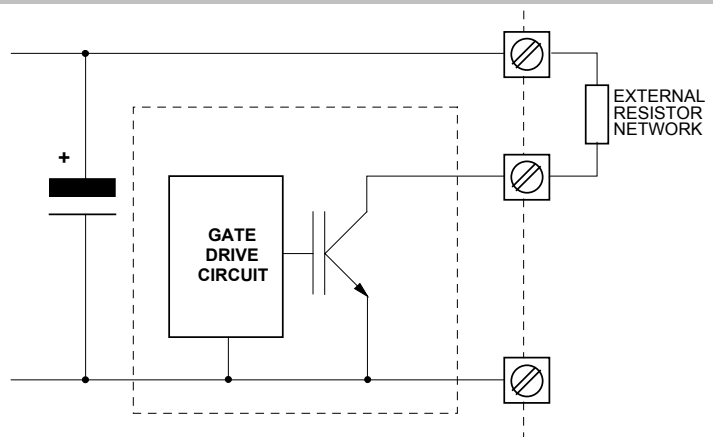 EXTERNAL
RESISTOR
NETWORK
+
GATE
DRIVE
CIRCUIT